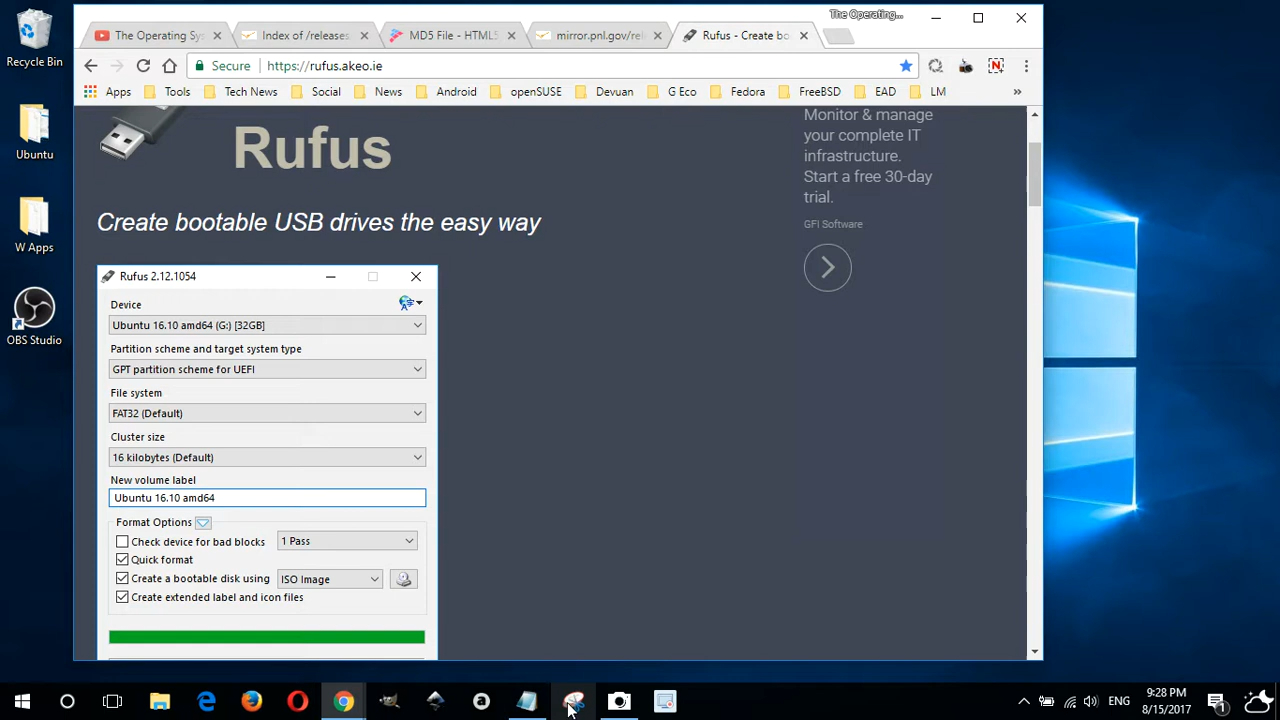 The Operating...
The Operating Sy
Index of /releases
MD5 File - HTML5
mirror.pnl.gov/rel
Rufus - Create bo
Secure
https://rufus.akeo.ie
Apps
Tools
Tech News
Social
News
Android
openSUSE
Devuan
G Eco
Fedora
FreeBSD
EAD
LM
»
Recycle Bin
Ubuntu
W Apps
OBS Studio
Rufus
Create bootable USB drives the easy way
Monitor & manage
your complete IT
infrastructure.
Start a free 30-day
trial.
GFI Software
Rufus 2.12.1054
Device
Ubuntu 16.10 amd64 (G:) [32GB]
Partition scheme and target system type
GPT partition scheme for UEFI
File system
FAT32 (Default)
Cluster size
16 kilobytes (Default)
New volume label
Ubuntu 16.10 amd64
Format Options
Check device for bad blocks
1 Pass
Quick format
Create a bootable disk using
ISO Image
Create extended label and icon files
ENG
9:28 PM
8/15/2017
1